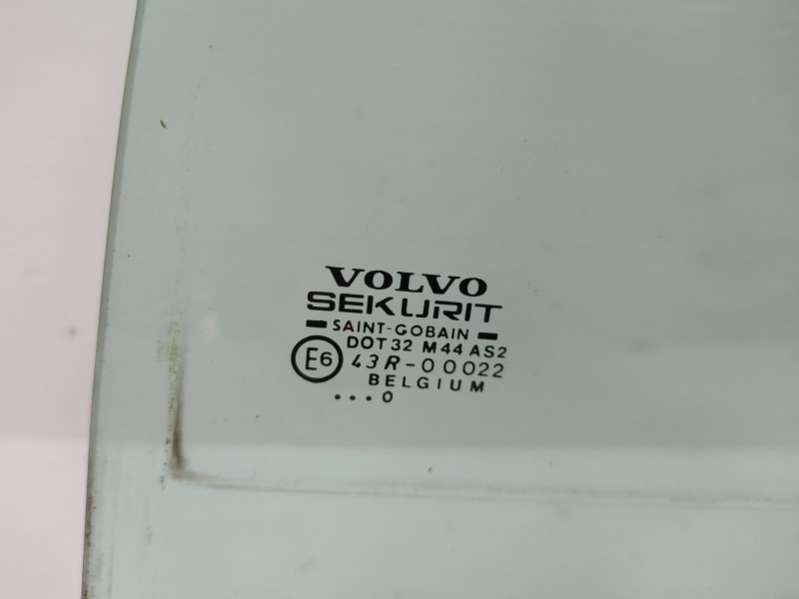 VOLVO
SEKURIT
SAINT-GOBAIN
DOT 32 M44 AS2
E6 43R-00022
BELGIUM
...0